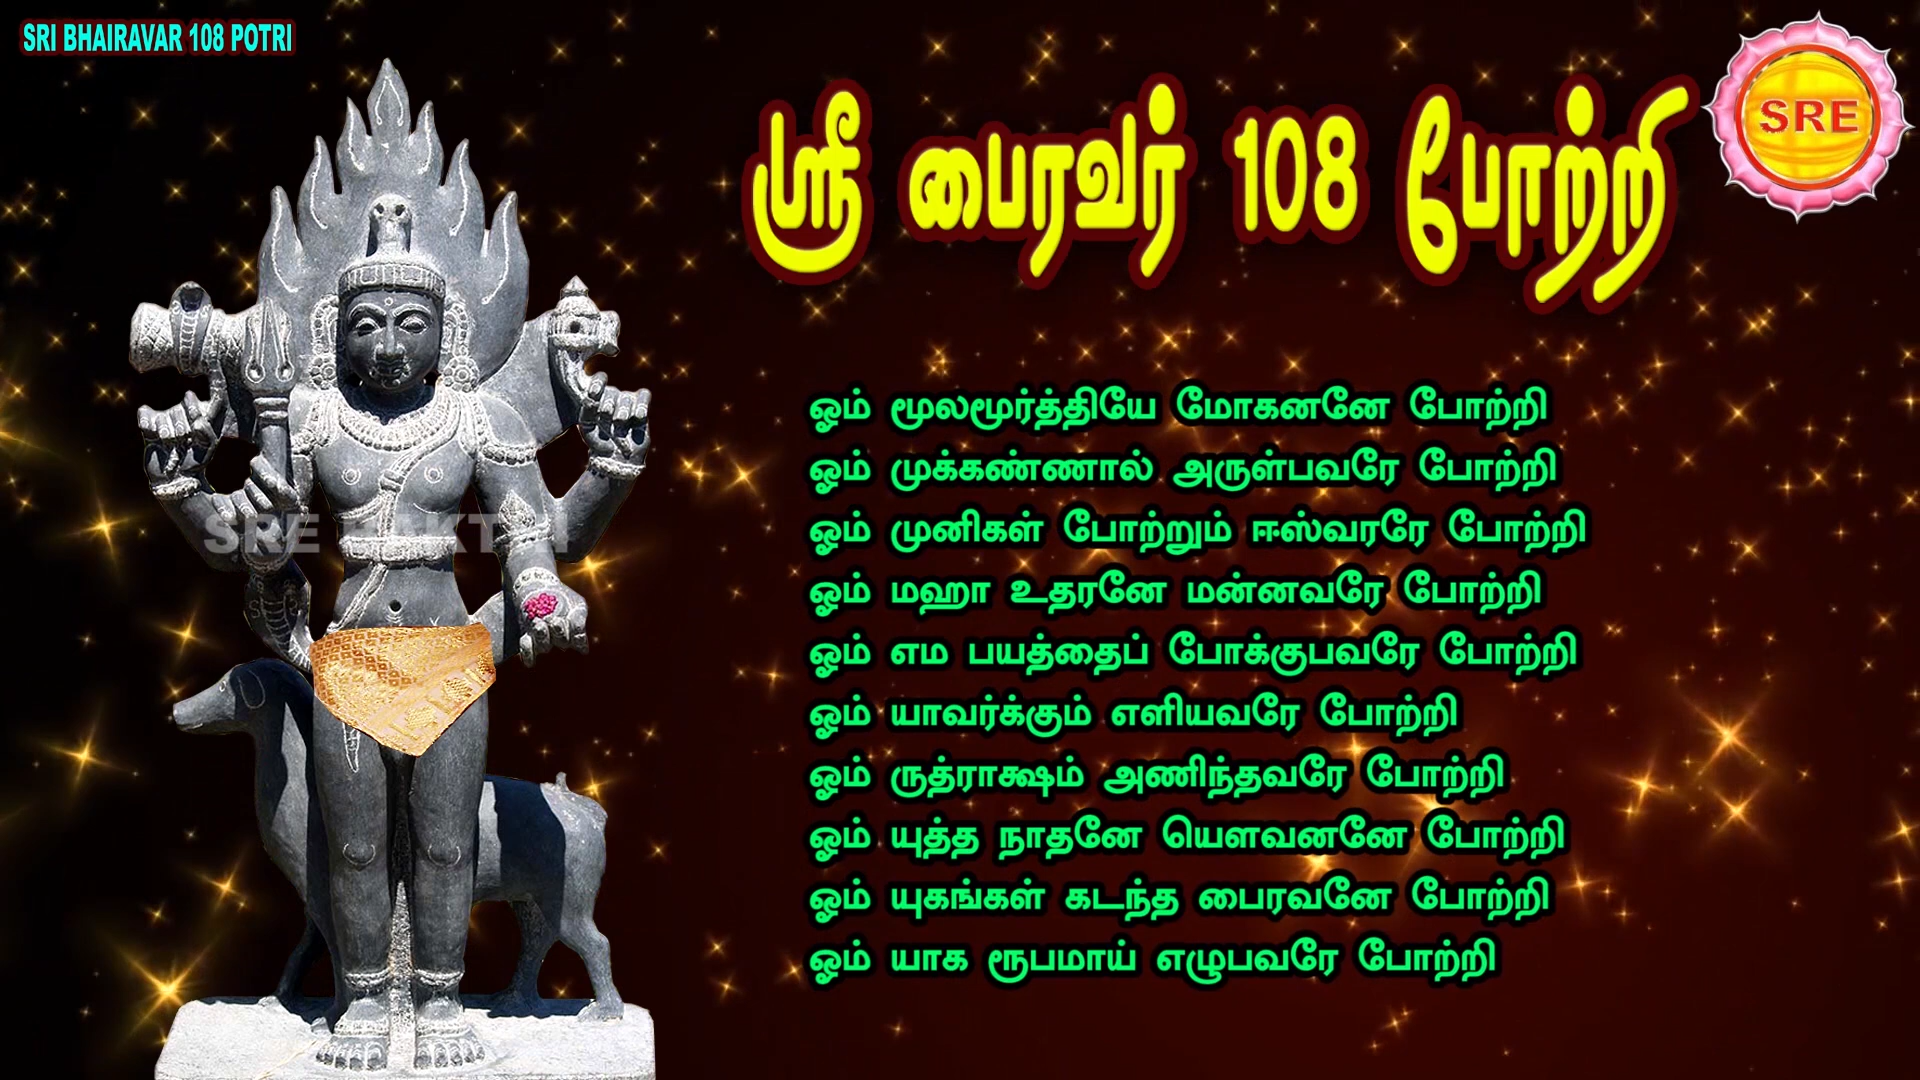 SRI BHAIRAVAR 108 POTRI
SRE
ஸ்ரீ பைரவர் 108 போற்றி
ஓம் மூலமூர்த்தியே மோகனனே போற்றி
ஓம் முக்கண்ணால் அருள்பவரே போற்றி
ஓம் முனிகள் போற்றும் ஈஸ்வரரே போற்றி
ஓம் மஹா உதரனே மன்னவரே போற்றி
ஓம் எம பயத்தைப் போக்குபவரே போற்றி
ஓம் யாவர்க்கும் எளியவரே போற்றி
ஓம் ருத்ராக்ஷம் அணிந்தவரே போற்றி
ஓம் யுத்த நாதனே யௌவனனே போற்றி
ஓம் யுகங்கள் கடந்த பைரவனே போற்றி
ஓம் யாக ரூபமாய் எழுபவரே போற்றி
SRE BAKTHI